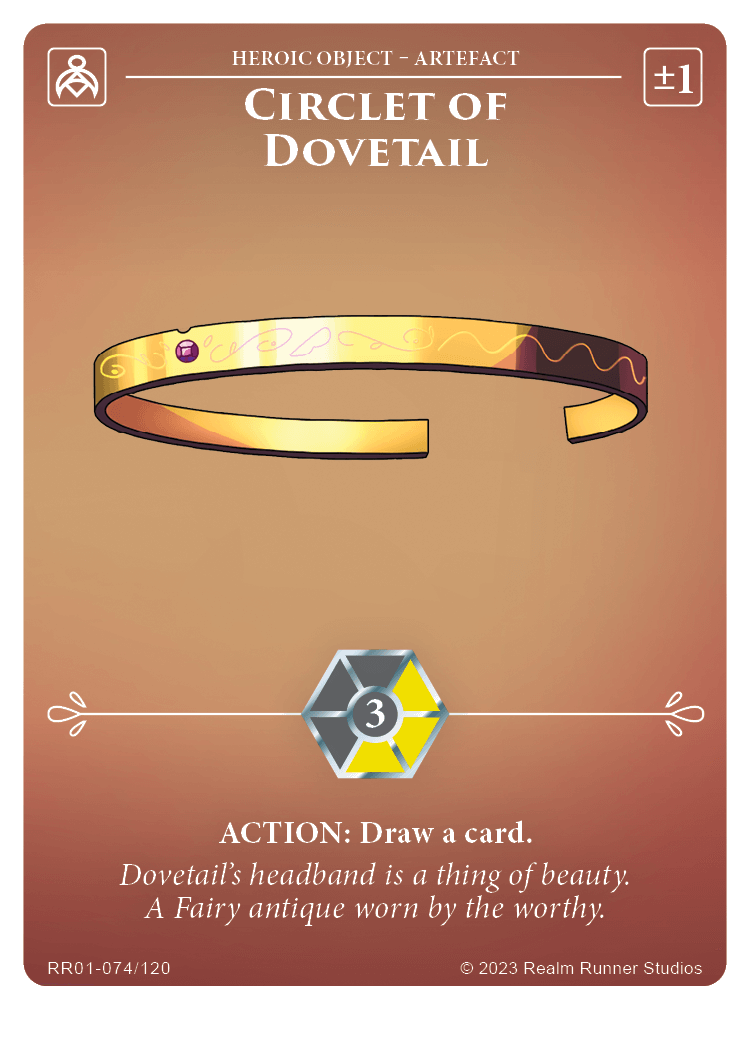 HEROIC OBJECT – ARTEFACT
±1
CIRCLET OF
DOVETAIL
3
ACTION: Draw a card.
Dovetail's headband is a thing of beauty.
A Fairy antique worn by the worthy.
RR01-074/120
© 2023 Realm Runner Studios